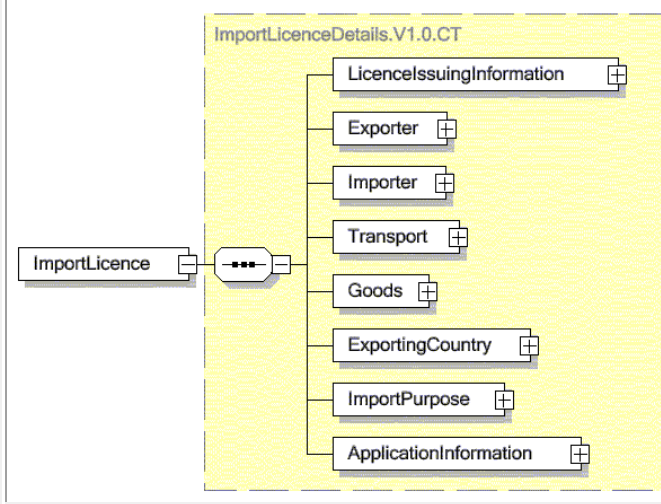 ImportLicenceDetails.V1.0.CT
LicenceIssuingInformation
Exporter
Importer
Transport
ImportLicence
Goods
ExportingCountry
ImportPurpose
ApplicationInformation